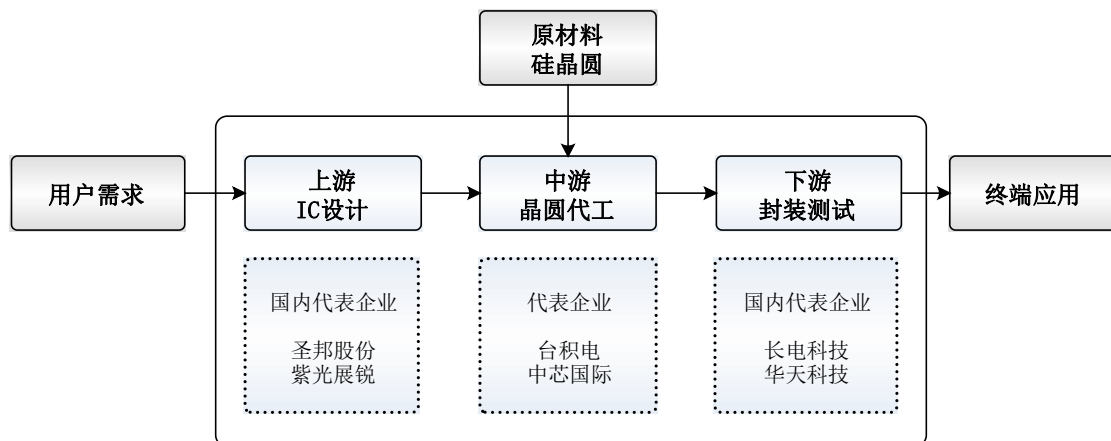 原材料
硅晶圆
用户需求
上游
IC设计
中游
晶圆代工
下游
封装测试
终端应用
国内代表企业
圣邦股份
紫光展锐
代表企业
台积电
中芯国际
国内代表企业
长电科技
华天科技